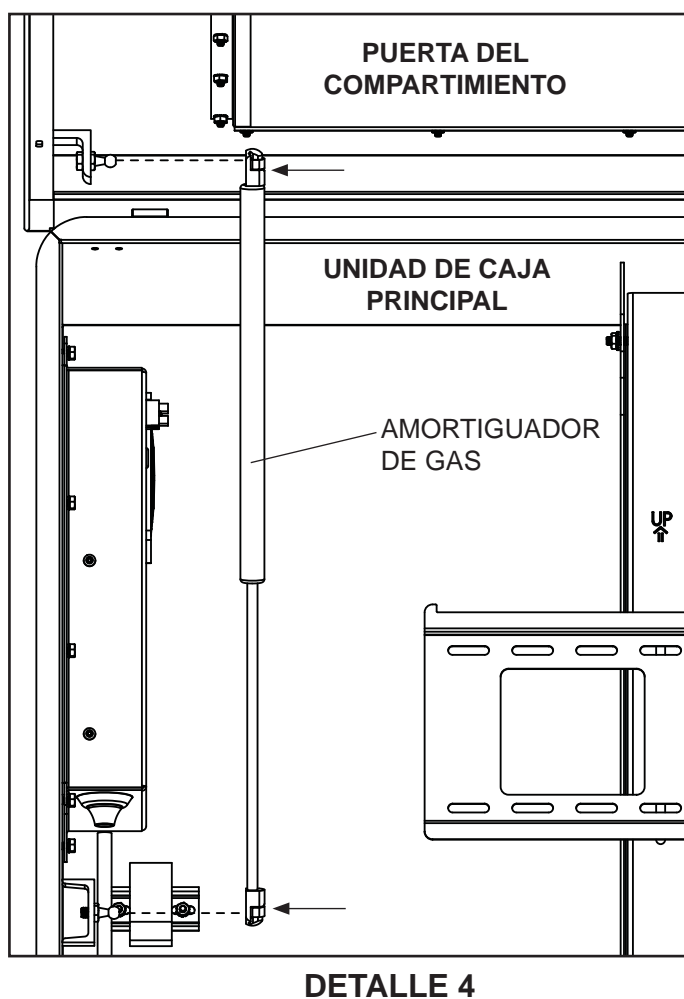 PUERTA DEL
COMPARTIMIENTO
UNIDAD DE CAJA
PRINCIPAL
AMORTIGUADOR
DE GAS
UP
DETALLE 4